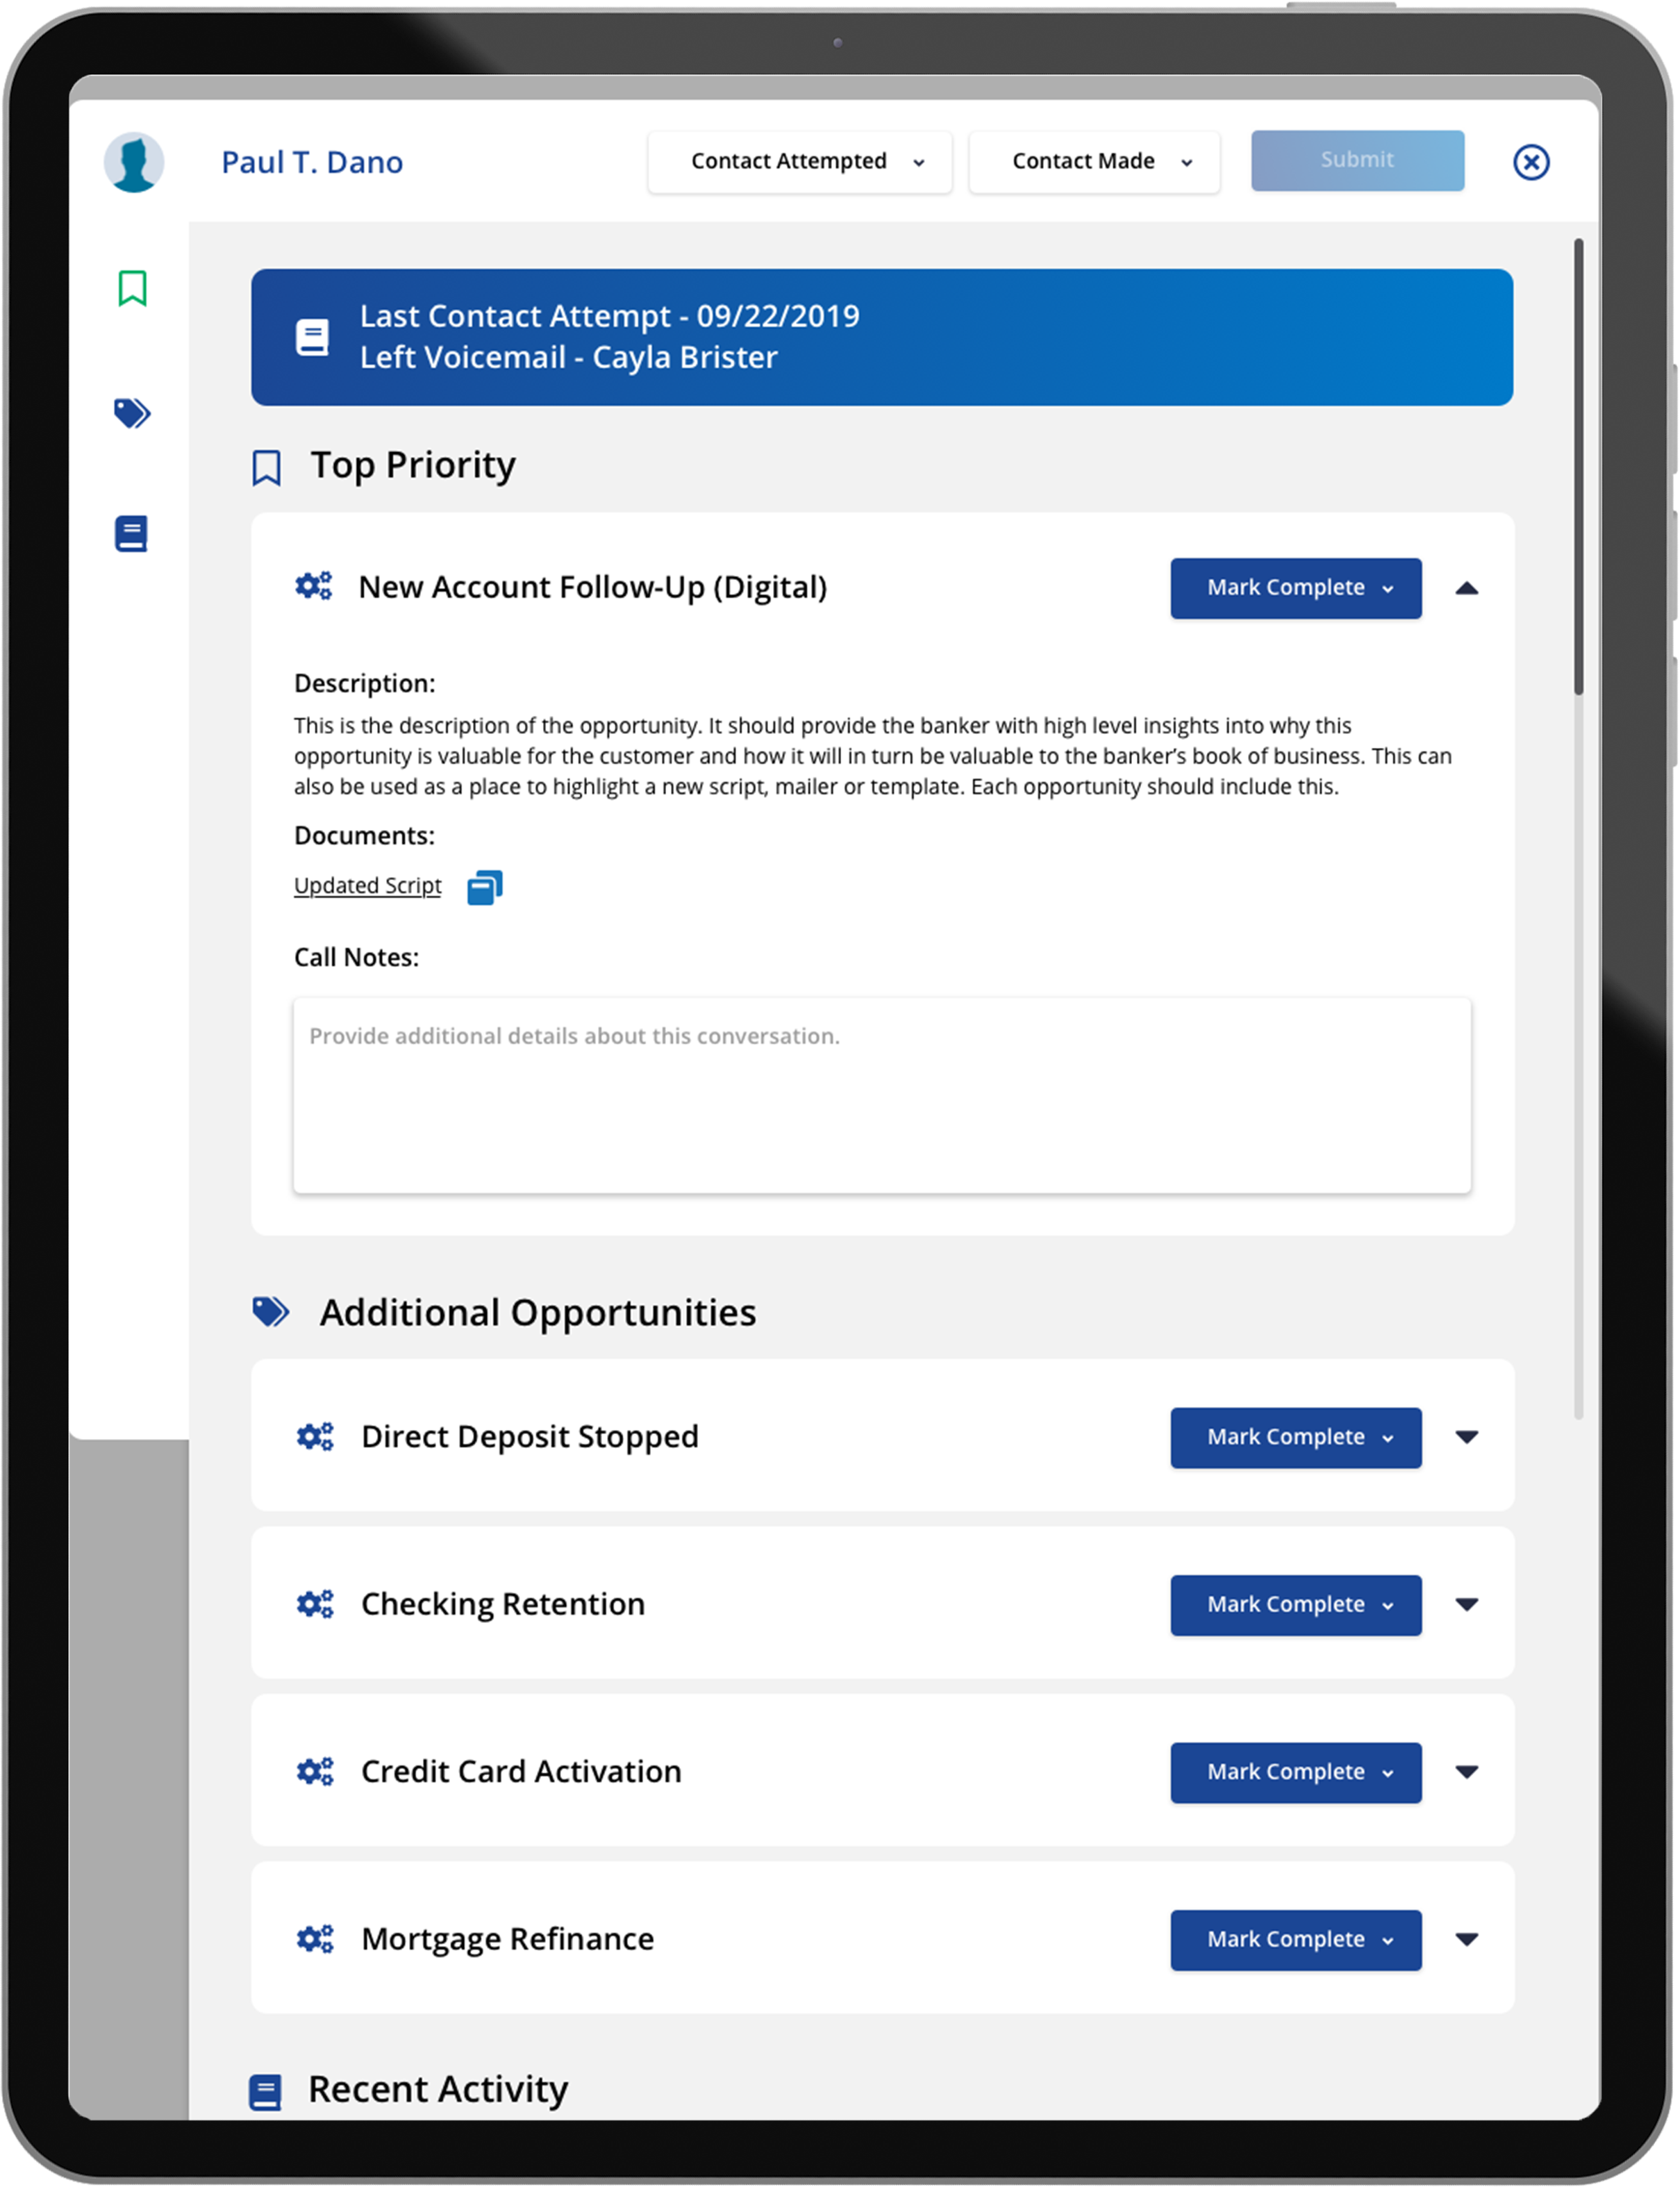 Paul T. Dano
Contact Attempted
Contact Made
Submit
Last Contact Attempt - 09/22/2019
Left Voicemail - Cayla Brister
Top Priority
New Account Follow-Up (Digital)
Mark Complete
Description:
This is the description of the opportunity. It should provide the banker with high level insights into why this
opportunity is valuable for the customer and how it will in turn be valuable to the banker’s book of business. This can
also be used as a place to highlight a new script, mailer or template. Each opportunity should include this.
Documents:
Updated Script
Call Notes:
Provide additional details about this conversation.
Additional Opportunities
Direct Deposit Stopped
Mark Complete
Checking Retention
Mark Complete
Credit Card Activation
Mark Complete
Mortgage Refinance
Mark Complete
Recent Activity